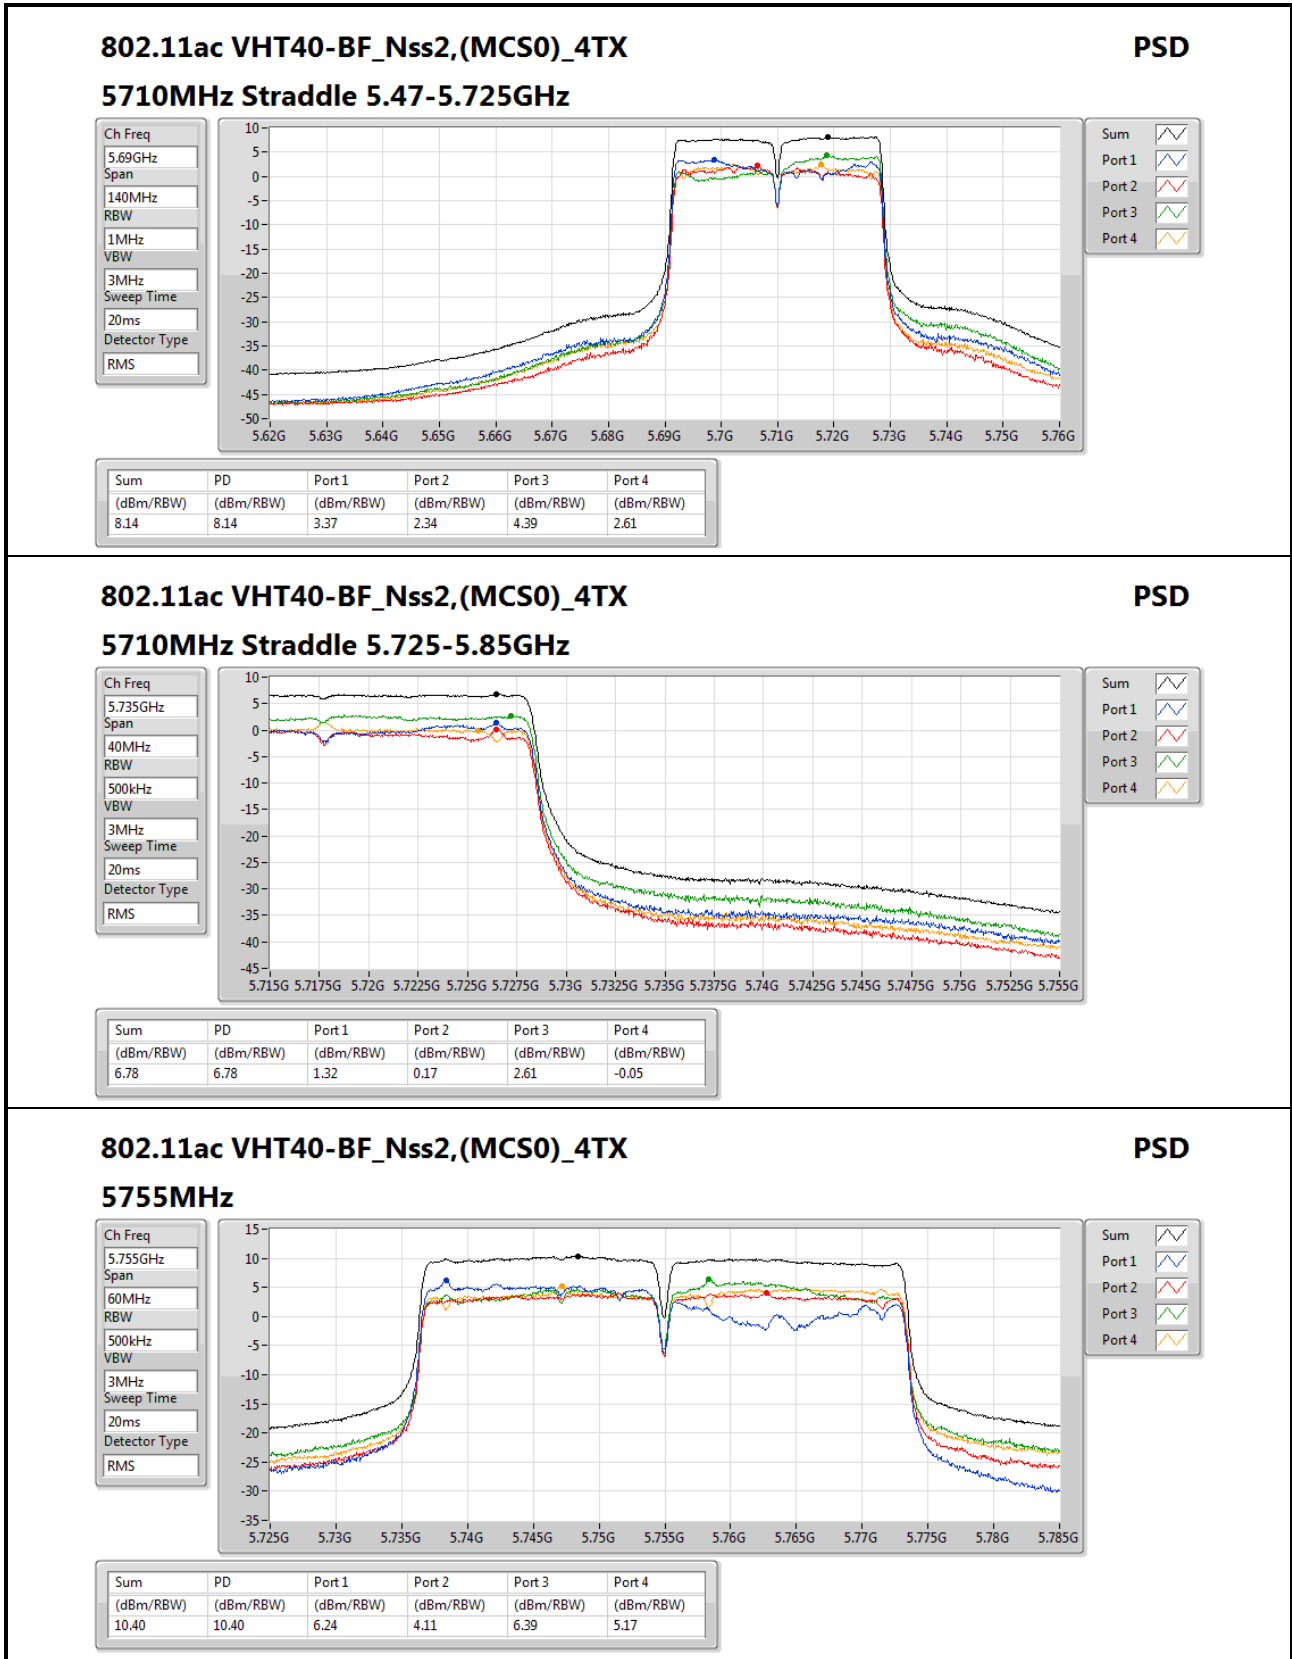 802.11ac VHT40-BF_Nss2,(MCS0)_4TX PSD
5710MHz Straddle 5.47-5.725GHz
Ch Freq
5.69GHz
Span
140MHz
RBW
1MHz
VBW
3MHz
Sweep Time
20ms
Detector Type
RMS
10
5
0
-5
-10
-15
-20
-25
-30
-35
-40
-45
-50
5.62G 5.63G 5.64G 5.65G 5.66G 5.67G 5.68G 5.69G 5.7G 5.71G 5.72G 5.73G 5.74G 5.75G 5.76G
Sum
Port 1
Port 2
Port 3
Port 4
Sum PD Port 1 Port 2 Port 3 Port 4
(dBm/RBW) (dBm/RBW) (dBm/RBW) (dBm/RBW) (dBm/RBW) (dBm/RBW)
8.14 8.14 3.37 2.34 4.39 2.61
802.11ac VHT40-BF_Nss2,(MCS0)_4TX PSD
5710MHz Straddle 5.725-5.85GHz
Ch Freq
5.735GHz
Span
40MHz
RBW
500kHz
VBW
3MHz
Sweep Time
20ms
Detector Type
RMS
10
5
0
-5
-10
-15
-20
-25
-30
-35
-40
-45
5.715G 5.7175G 5.72G 5.7225G 5.725G 5.7275G 5.73G 5.7325G 5.735G 5.7375G 5.74G 5.7425G 5.745G 5.7475G 5.75G 5.7525G 5.755G
Sum
Port 1
Port 2
Port 3
Port 4
Sum PD Port 1 Port 2 Port 3 Port 4
(dBm/RBW) (dBm/RBW) (dBm/RBW) (dBm/RBW) (dBm/RBW) (dBm/RBW)
6.78 6.78 1.32 0.17 2.61 -0.05
802.11ac VHT40-BF_Nss2,(MCS0)_4TX PSD
5755MHz
Ch Freq
5.755GHz
Span
60MHz
RBW
500kHz
VBW
3MHz
Sweep Time
20ms
Detector Type
RMS
15
10
5
0
-5
-10
-15
-20
-25
-30
-35
5.725G 5.73G 5.735G 5.74G 5.745G 5.75G 5.755G 5.76G 5.765G 5.77G 5.775G 5.78G 5.785G
Sum
Port 1
Port 2
Port 3
Port 4
Sum PD Port 1 Port 2 Port 3 Port 4
(dBm/RBW) (dBm/RBW) (dBm/RBW) (dBm/RBW) (dBm/RBW) (dBm/RBW)
10.40 10.40 6.24 4.11 6.39 5.17